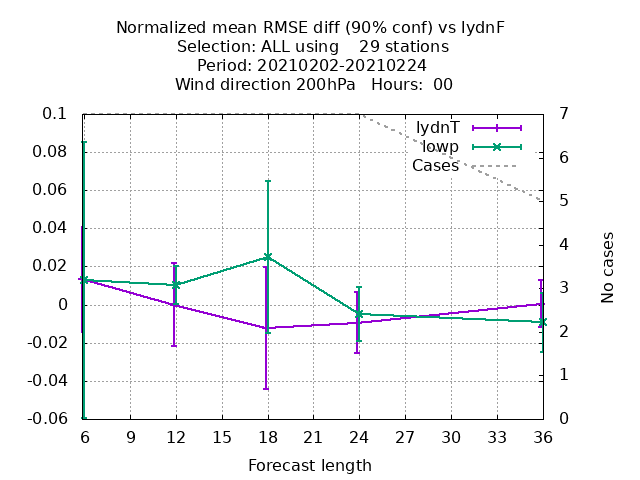 Normalized mean RMSE diff (90% conf) vs IydnF
Selection: ALL using    29 stations
Period: 20210202-20210224
Wind direction 200hPa   Hours:  00
IydnT
lowp
Cases
0.1
0.08
0.06
0.04
0.02
0
-0.02
-0.04
-0.06
7
6
5
4
3
2
1
0
No cases
6 9 12 15 18 21 24 27 30 33 36
Forecast length